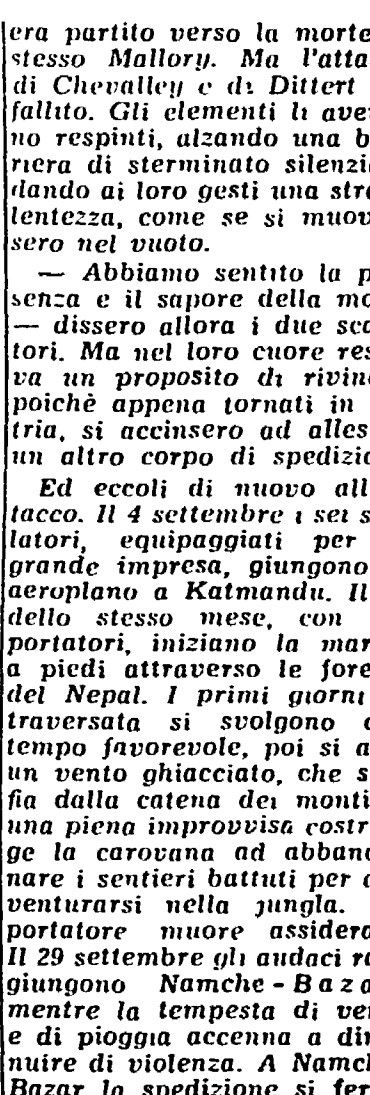 era partito verso la morte
stesso Mallory. Ma l'atta
di Chevalley e di Dittert
fallito. Gli elementi li ave
no respinti, alzando una b
riera di sterminato silenzi
dando ai loro gesti una stra
lentezza, come se si muov
sero nel vuoto.
— Abbiamo sentito la p
senza e il sapore della mo
— dissero allora i due sca
tori. Ma nel loro cuore res
va un proposito di rivinc
poichè appena tornati in
tria, si accinsero ad alles
un altro corpo di spedizio
Ed eccoli di nuovo all
tacco. Il 4 settembre i sei s
latori, equipaggiati per
grande impresa, giungono
aeroplano a Katmandu. Il
dello stesso mese, con
portatori, iniziano la mar
a piedi attraverso le fore
del Nepal. I primi giorni
traversata si svolgono c
tempo favorevole, poi si a
un vento ghiacciato, che s
fia dalla catena dei monti
una piena improvvisa costr
ge la carovana ad abband
nare i sentieri battuti per a
venturarsi nella jungla.
portatore muore assidera
Il 29 settembre gli audaci ra
giungono Namche-Baza
mentre la tempesta di ven
e di pioggia accenna a dim
nuire di violenza. A Namch
Bazar la spedizione si fer